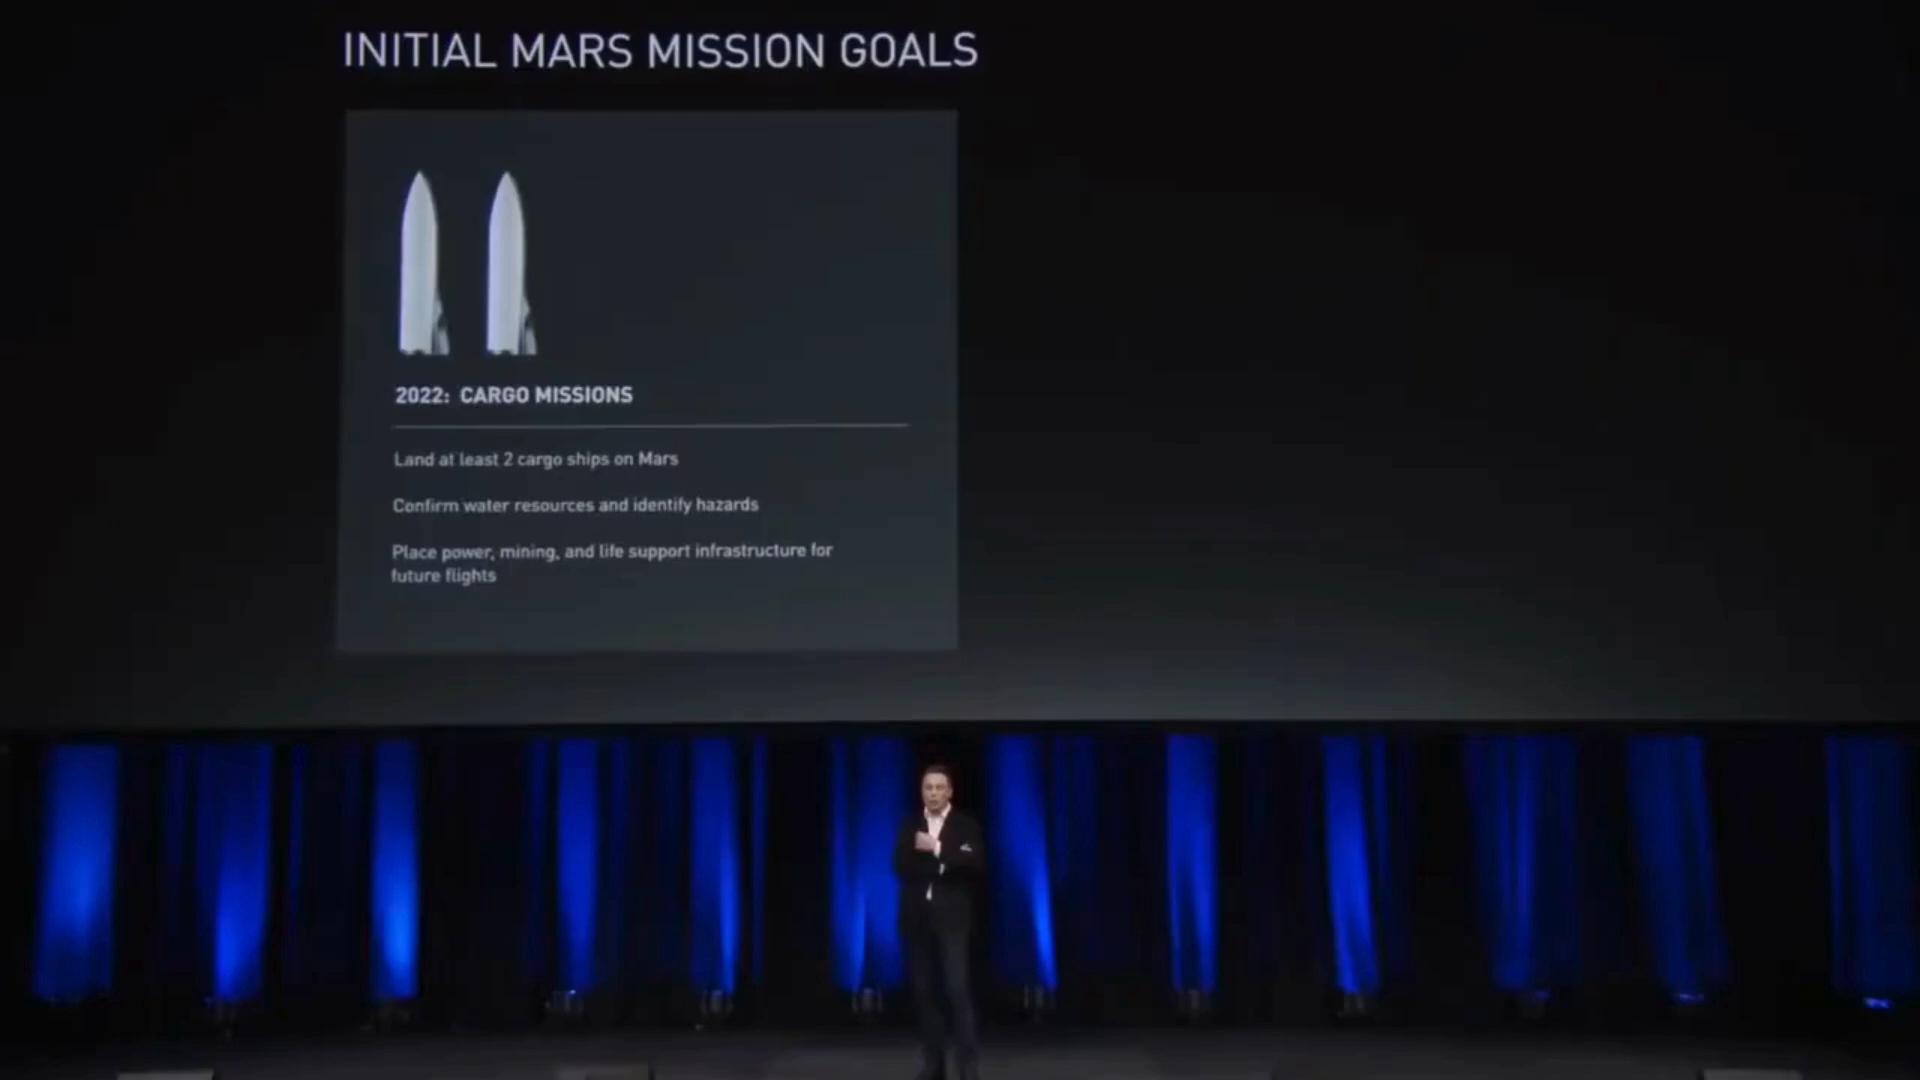 INITIAL MARS MISSION GOALS
2022: CARGO MISSIONS
Land at least 2 cargo ships on Mars
Confirm water resources and identify hazards
Place power, mining, and life support infrastructure for
future flights